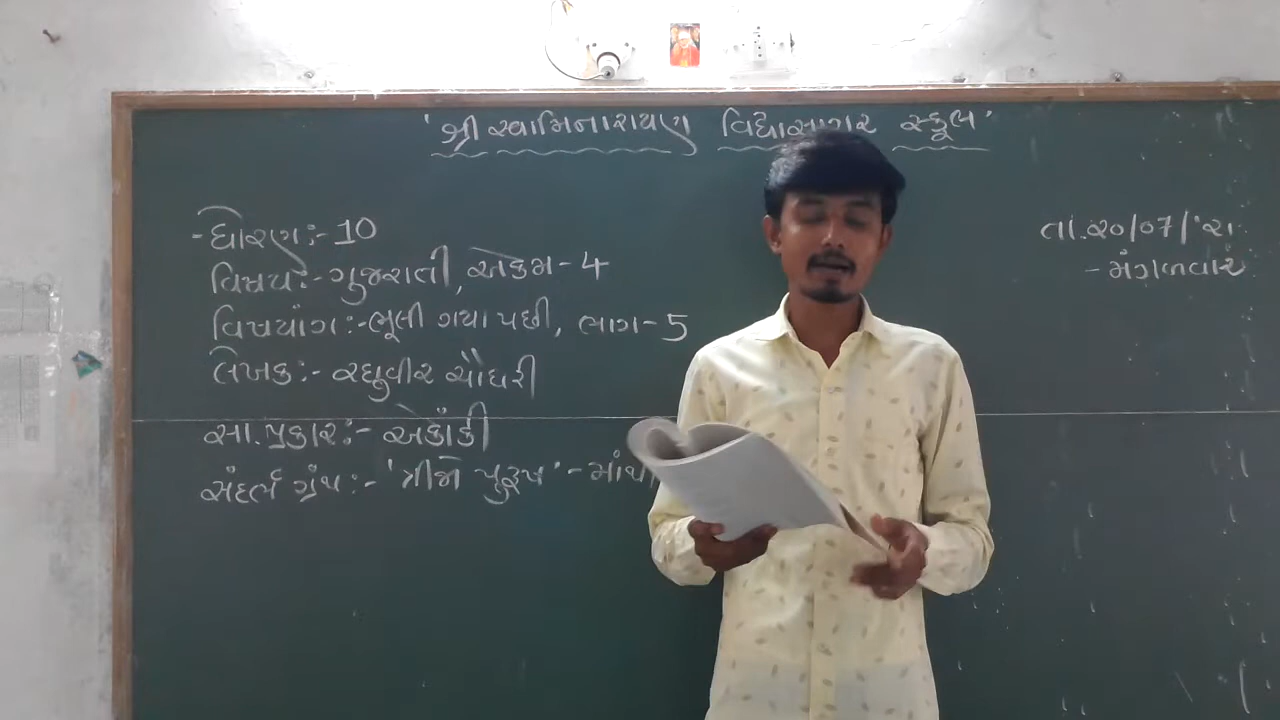 'શ્રી સ્વામિનારાયણ વિદ્યાસાગર સ્કૂલ'
-ધોરણ:- 10
વિષય:- ગુજરાતી, એકમ - 4
વિષયાંગ:- ભૂલી ગયા પછી, ભાગ - 5
લેખક:- રઘુવીર ચૌધરી
સા. પ્રકાર:- એકાંકી
સંદર્ભ ગ્રંથ:- 'ત્રીજો પુરૂષ' - માંથી
તા. ૨૦/૦૭/'૨૧
- મંગળવાર